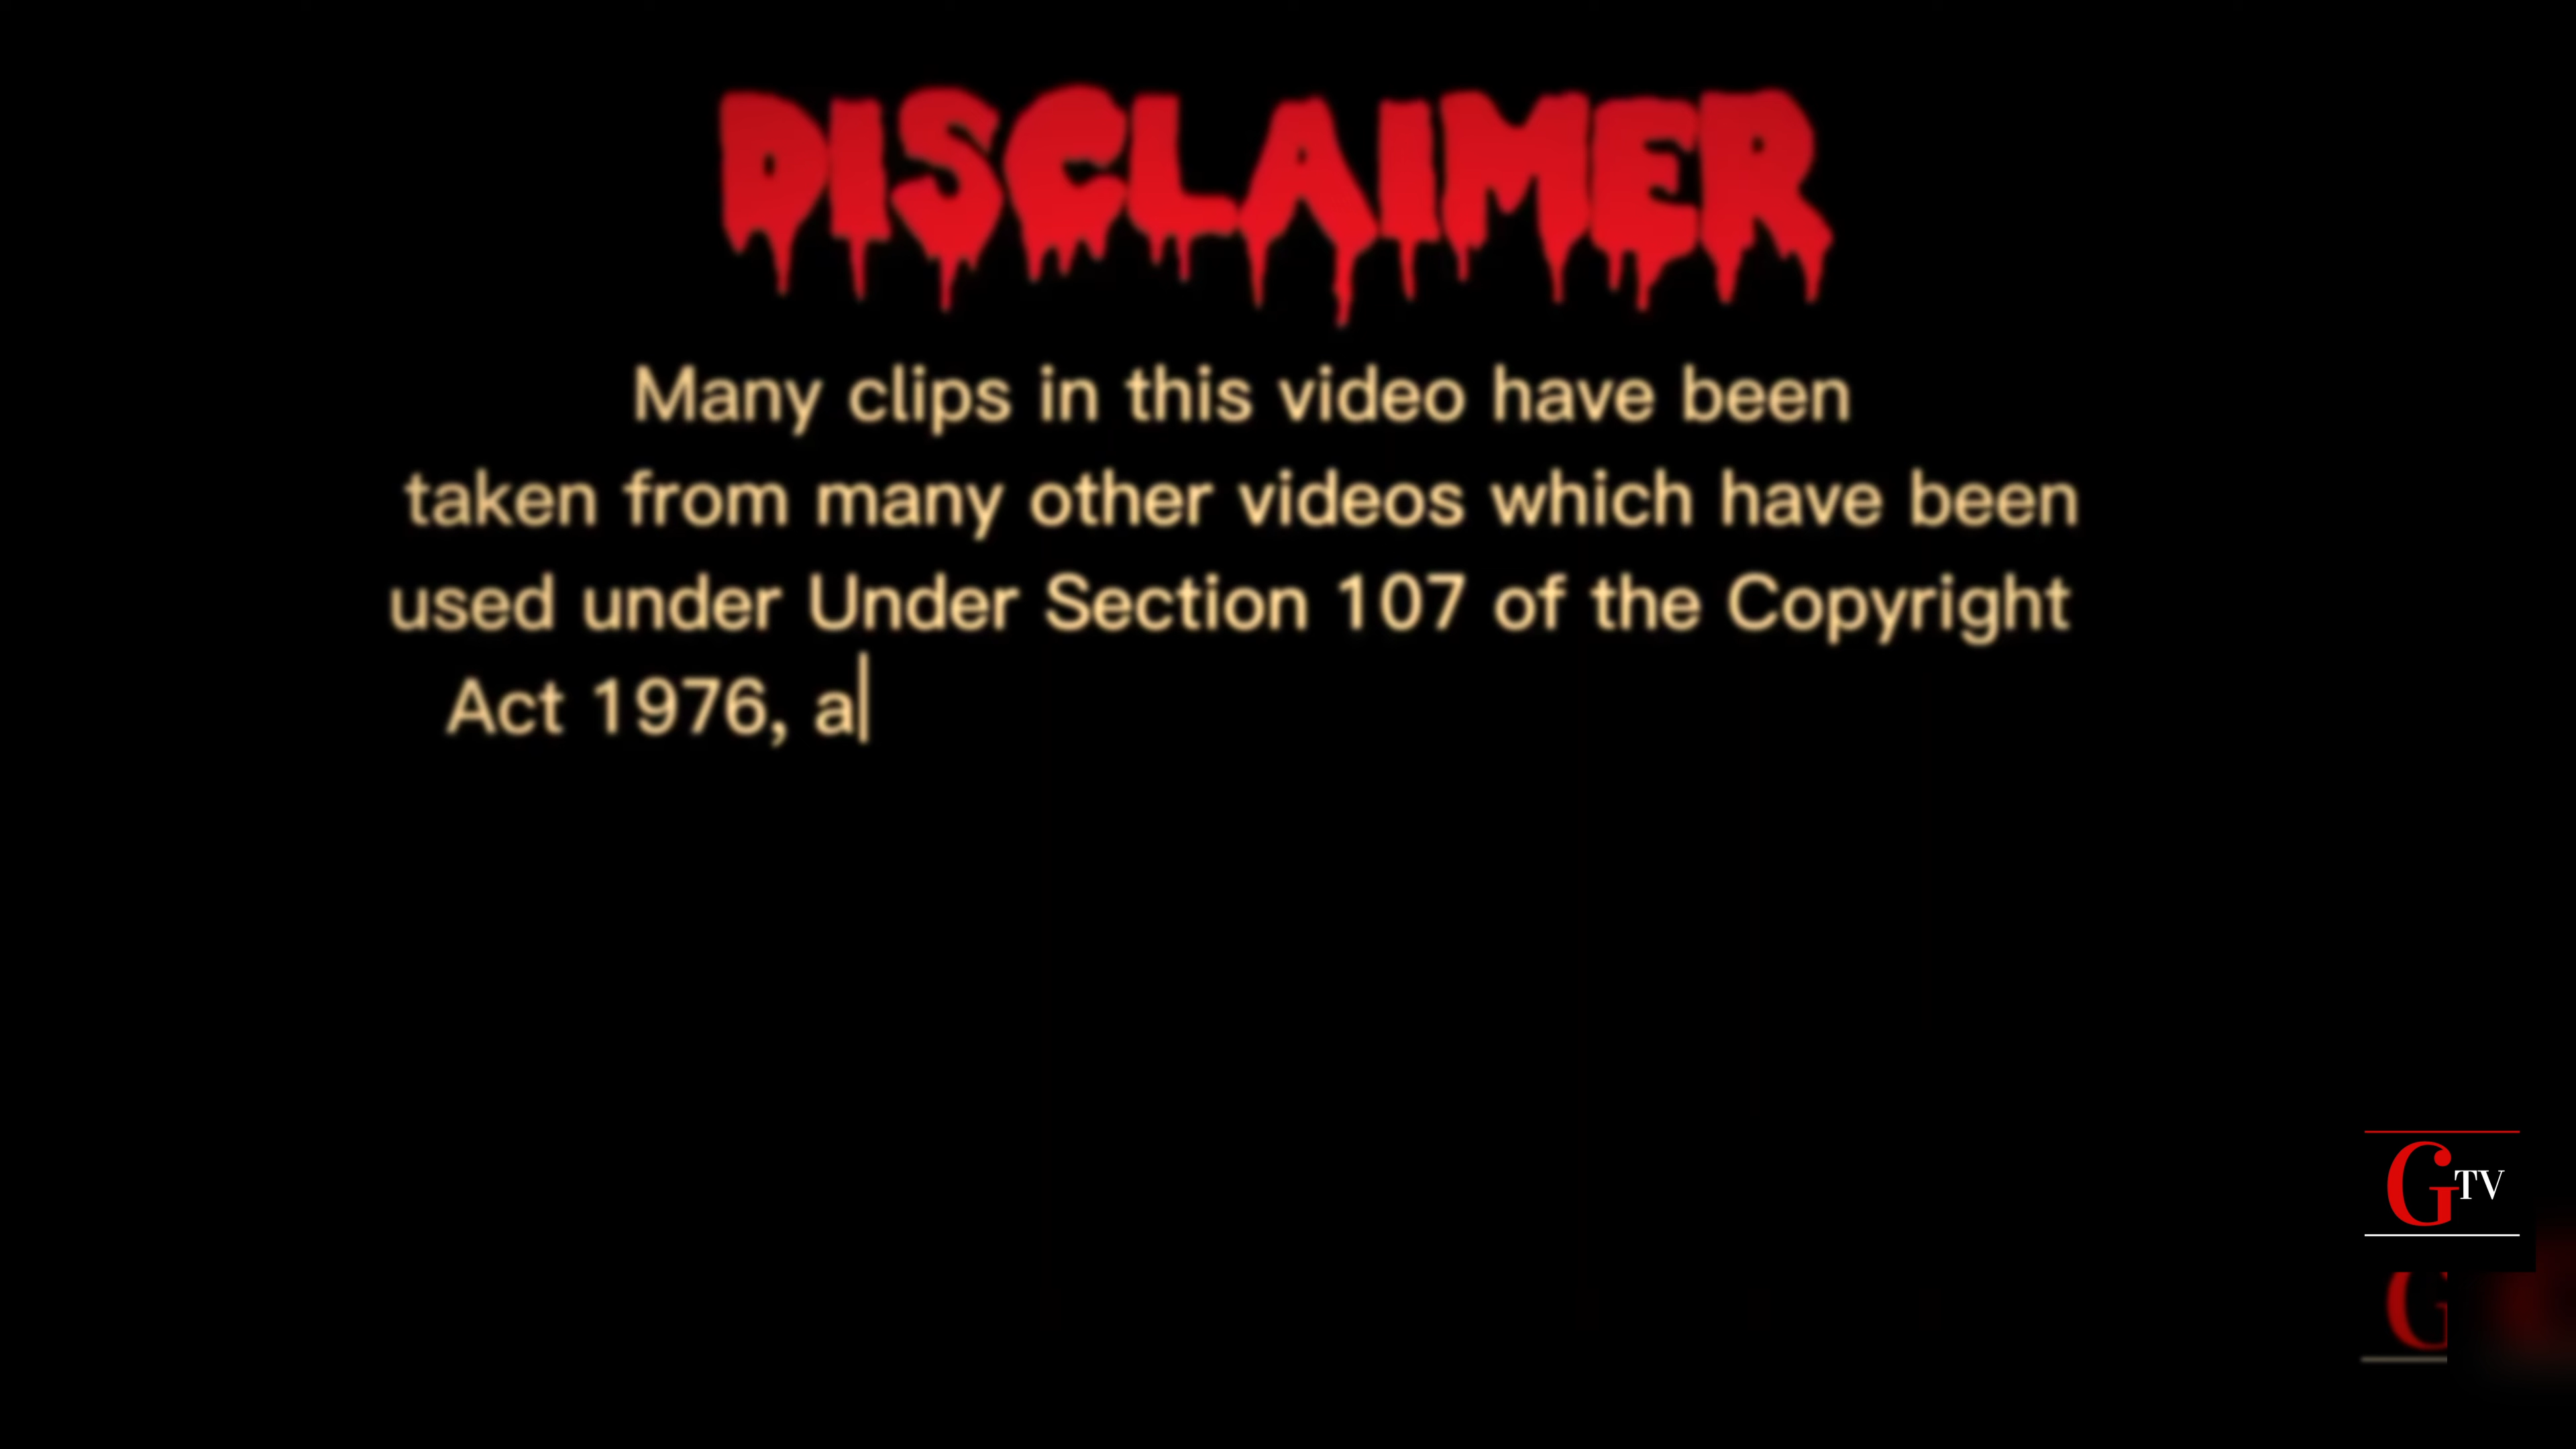 DISCLAIMER
Many clips in this video have been
taken from many other videos which have been
used under Under Section 107 of the Copyright
Act 1976, a
GTV
G